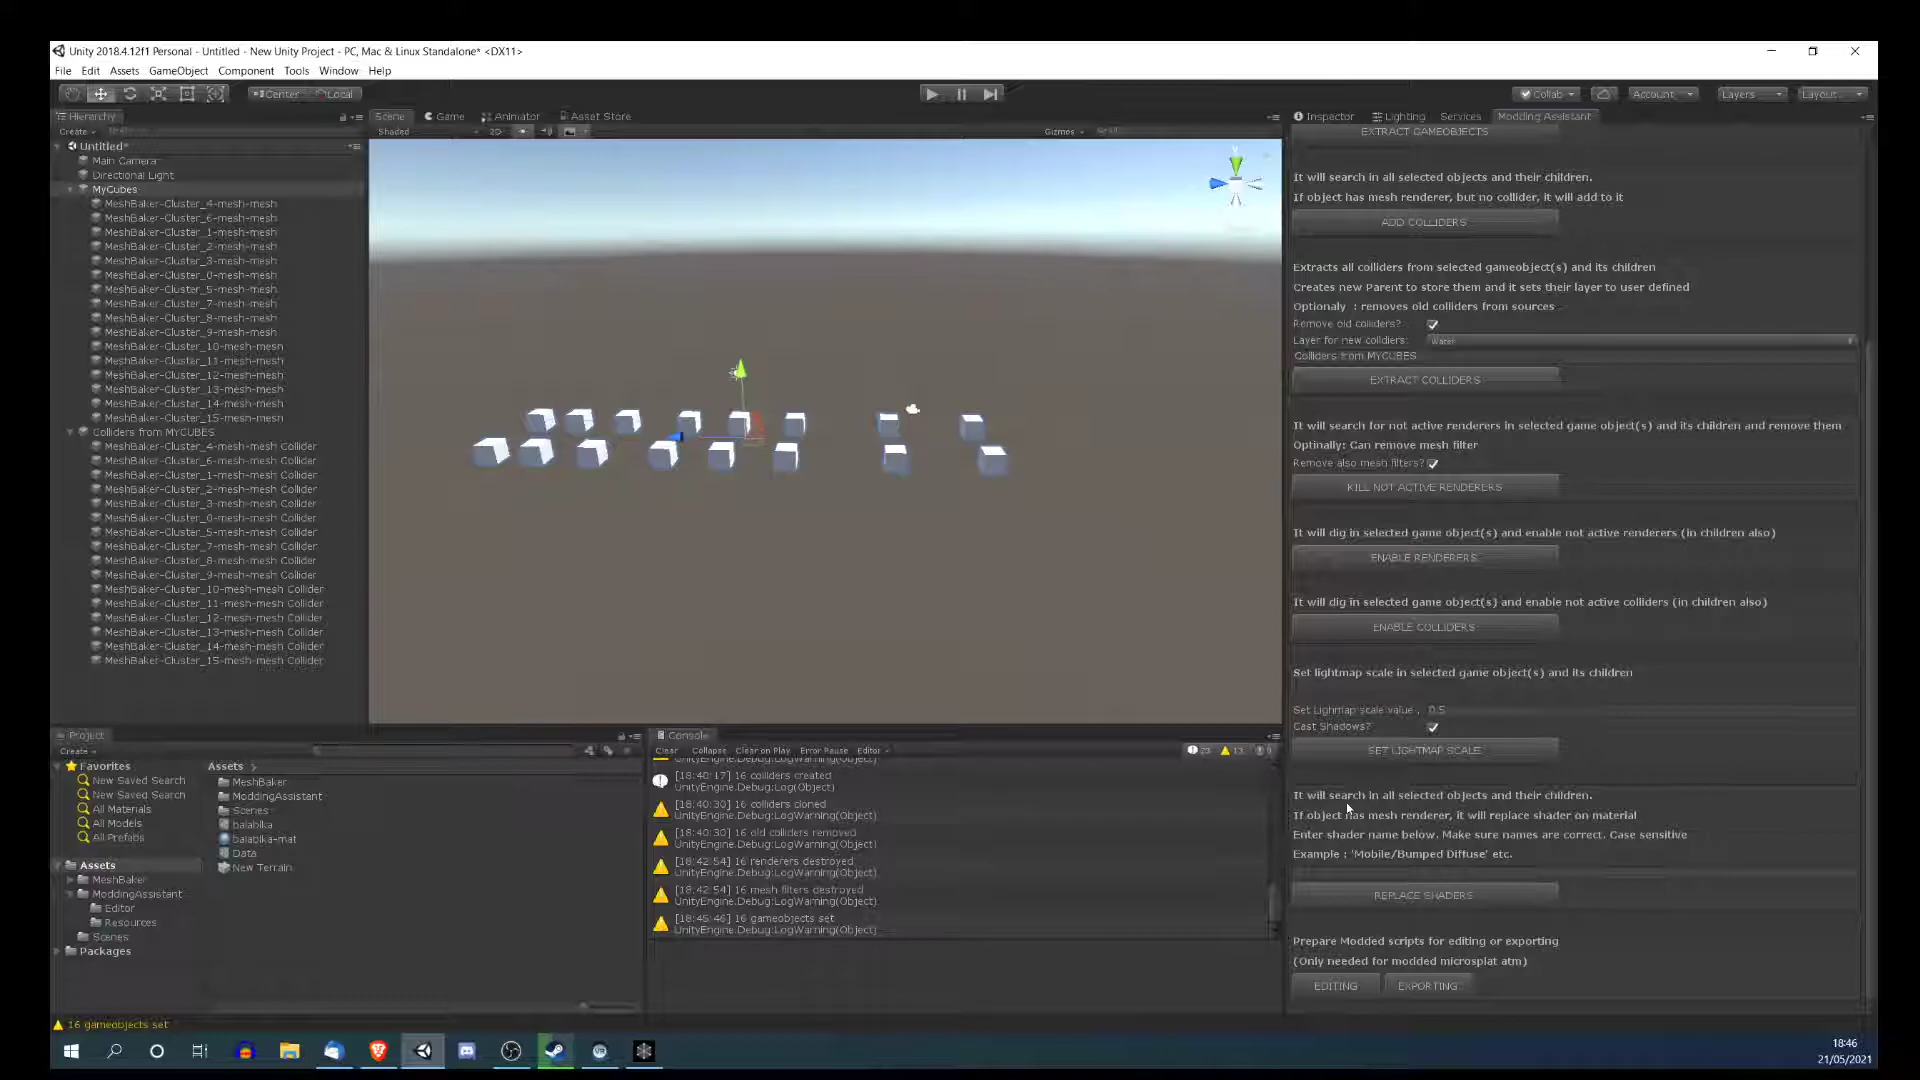 Unity 2018.4.12f1 Personal - Untitled - New Unity Project - PC, Mac & Linux Standalone* <DX11>
File Edit Assets GameObject Component Tools Window Help
Center Local
Collab Account Layers Layout
Hierarchy
Create
Untitled*
Main Camera
Directional Light
MyCubes
MeshBaker-Cluster_4-mesh-mesh
MeshBaker-Cluster_6-mesh-mesh
MeshBaker-Cluster_1-mesh-mesh
MeshBaker-Cluster_2-mesh-mesh
MeshBaker-Cluster_3-mesh-mesh
MeshBaker-Cluster_0-mesh-mesh
MeshBaker-Cluster_5-mesh-mesh
MeshBaker-Cluster_7-mesh-mesh
MeshBaker-Cluster_8-mesh-mesh
MeshBaker-Cluster_9-mesh-mesh
MeshBaker-Cluster_10-mesh-mesh
MeshBaker-Cluster_11-mesh-mesh
MeshBaker-Cluster_12-mesh-mesh
MeshBaker-Cluster_13-mesh-mesh
MeshBaker-Cluster_14-mesh-mesh
MeshBaker-Cluster_15-mesh-mesh
Colliders from MYCUBES
MeshBaker-Cluster_4-mesh-mesh Collider
MeshBaker-Cluster_6-mesh-mesh Collider
MeshBaker-Cluster_1-mesh-mesh Collider
MeshBaker-Cluster_2-mesh-mesh Collider
MeshBaker-Cluster_3-mesh-mesh Collider
MeshBaker-Cluster_0-mesh-mesh Collider
MeshBaker-Cluster_5-mesh-mesh Collider
MeshBaker-Cluster_7-mesh-mesh Collider
MeshBaker-Cluster_8-mesh-mesh Collider
MeshBaker-Cluster_9-mesh-mesh Collider
MeshBaker-Cluster_10-mesh-mesh Collider
MeshBaker-Cluster_11-mesh-mesh Collider
MeshBaker-Cluster_12-mesh-mesh Collider
MeshBaker-Cluster_13-mesh-mesh Collider
MeshBaker-Cluster_14-mesh-mesh Collider
MeshBaker-Cluster_15-mesh-mesh Collider
Scene Game Animator Asset Store
Shaded 2D Gizmos
Inspector Lighting Services Modding Assistant
EXTRACT GAMEOBJECTS
It will search in all selected objects and their children.
If object has mesh renderer, but no collider, it will add to it
ADD COLLIDERS
Extracts all colliders from selected gameobject(s) and its children
Creates new Parent to store them and it sets their layer to user defined
Optionaly : removes old colliders from sources
Remove old colliders?
Layer for new colliders: Water
Colliders from MYCUBES
EXTRACT COLLIDERS
It will search for not active renderers in selected game object(s) and its children and remove them
Optinally: Can remove mesh filter
Remove also mesh filters?
KILL NOT ACTIVE RENDERERS
It will dig in selected game object(s) and enable not active renderers (in children also)
ENABLE RENDERERS
It will dig in selected game object(s) and enable not active colliders (in children also)
ENABLE COLLIDERS
Set lightmap scale in selected game object(s) and its children
Set Lighmap scale value : 0.5
Cast Shadows?
SET LIGHTMAP SCALE
It will search in all selected objects and their children.
If object has mesh renderer, it will replace shader on material
Enter shader name below. Make sure names are correct. Case sensitive
Example : 'Mobile/Bumped Diffuse' etc.
REPLACE SHADERS
Prepare Modded scripts for editing or exporting
(Only needed for modded microsplat atm)
EDITING EXPORTING
Project
Create
Favorites
New Saved Search
New Saved Search
All Materials
All Models
All Prefabs
Assets
MeshBaker
ModdingAssistant
Editor
Resources
Scenes
Packages
Assets
MeshBaker
ModdingAssistant
Scenes
balabika
balabika-mat
Data
New Terrain
Console
Clear Collapse Clear on Play Error Pause Editor 23 13
UnityEngine.Debug:LogWarning(Object)
[18:40:17] 16 colliders created
UnityEngine.Debug:Log(Object)
[18:40:30] 16 colliders cloned
UnityEngine.Debug:LogWarning(Object)
[18:40:30] 16 old colliders removed
UnityEngine.Debug:LogWarning(Object)
[18:42:54] 16 renderers destroyed
UnityEngine.Debug:LogWarning(Object)
[18:42:54] 16 mesh filters destroyed
UnityEngine.Debug:LogWarning(Object)
[18:45:46] 16 gameobjects set
UnityEngine.Debug:LogWarning(Object)
16 gameobjects set
18:46
21/05/2021